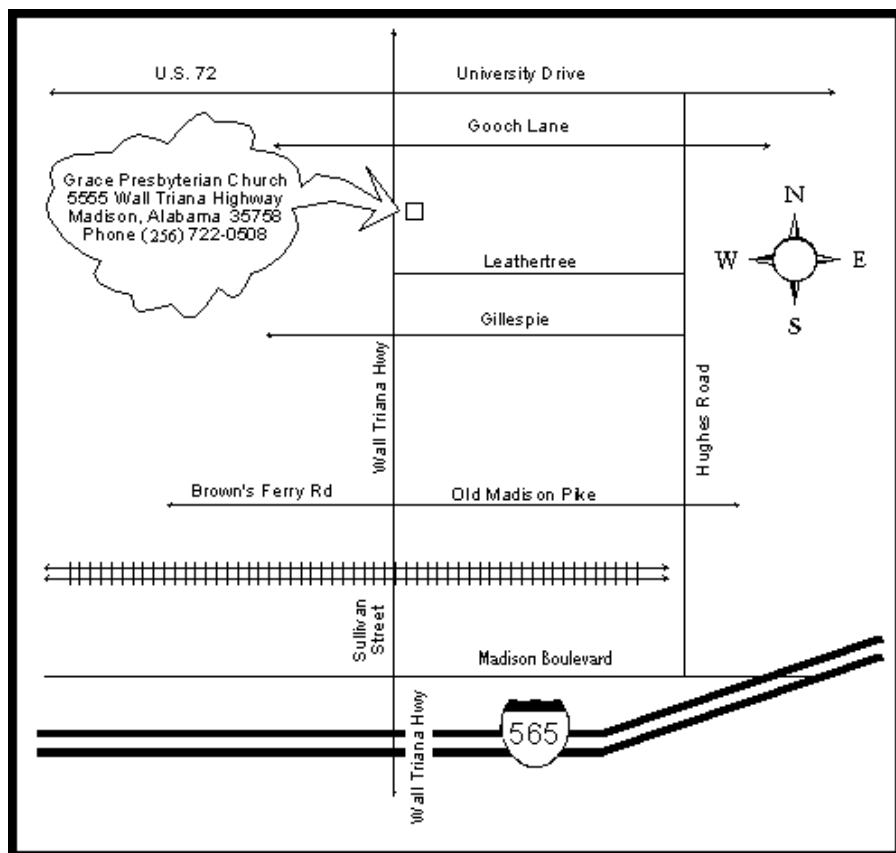 U.S. 72
University Drive
Gooch Lane
Grace Presbyterian Church
5555 Wall Triana Highway
Madison, Alabama 35758
Phone (256) 722-0508
N
W
E
S
Leathertree
Gillespie
Wall Triana Hwy
Hughes Road
Brown's Ferry Rd
Old Madison Pike
Sullivan
Street
Madison Boulevard
Wall Triana Hwy
565